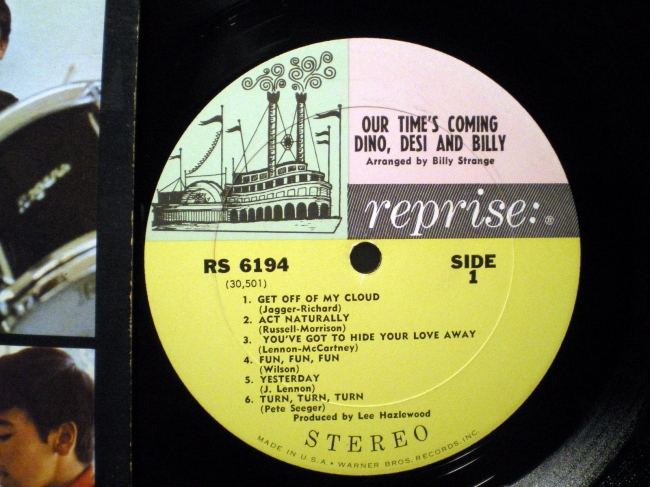 OUR TIME'S COMING
DINO, DESI AND BILLY
Arranged by Billy Strange
reprise:®
RS 6194
(30,501)
SIDE
1
1. GET OFF OF MY CLOUD
(Jagger-Richard)
2. ACT NATURALLY
(Russell-Morrison)
3. YOU'VE GOT TO HIDE YOUR LOVE AWAY
(Lennon-McCartney)
4. FUN, FUN, FUN
(Wilson)
5. YESTERDAY
(J. Lennon)
6. TURN, TURN, TURN
(Pete Seeger)
Produced by Lee Hazlewood
STEREO
MADE IN U.S.A. • WARNER BROS. RECORDS, INC.